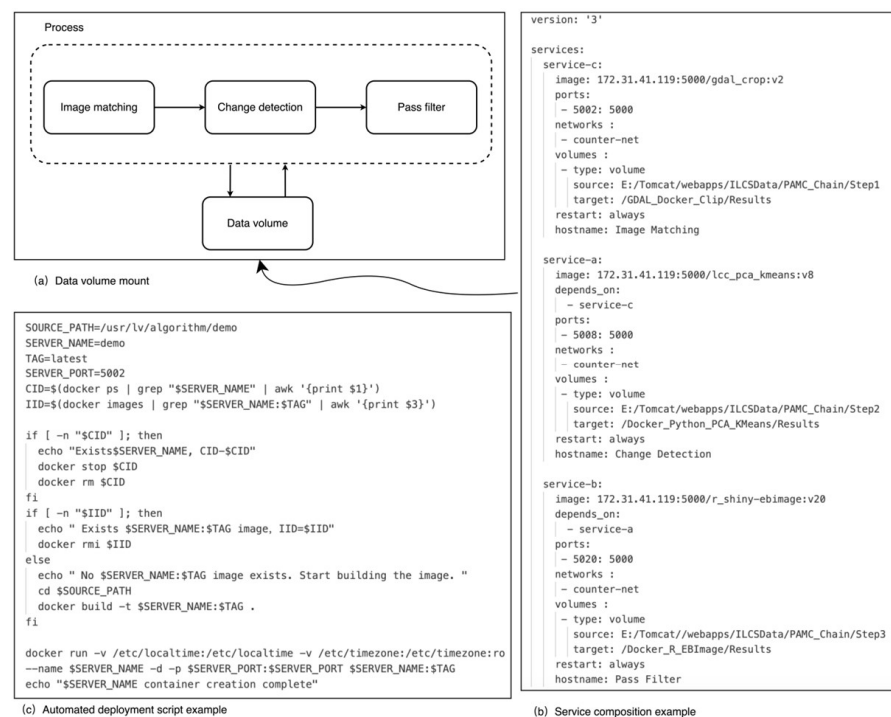 Process
Image matching
Change detection
Pass filter
Data volume
(a) Data volume mount
SOURCE_PATH=/usr/lv/algorithm/demo
SERVER_NAME=demo
TAG=latest
SERVER_PORT=5002
CID=$(docker ps | grep "$SERVER_NAME" | awk '{print $1}')
IID=$(docker images | grep "$SERVER_NAME:$TAG" | awk '{print $3}')
if [ -n "$CID" ]; then
echo "Exists$SERVER_NAME, CID-$CID"
docker stop $CID
docker rm $CID
fi
if [ -n "$IID" ]; then
echo " Exists $SERVER_NAME:$TAG image, IID=$IID"
docker rmi $IID
else
echo " No $SERVER_NAME:$TAG image exists. Start building the image. "
cd $SOURCE_PATH
docker build -t $SERVER_NAME:$TAG .
fi
docker run -v /etc/localtime:/etc/localtime -v /etc/timezone:/etc/timezone:ro
--name $SERVER_NAME -d -p $SERVER_PORT:$SERVER_PORT $SERVER_NAME:$TAG
echo "$SERVER_NAME container creation complete"
(c) Automated deployment script example
version: '3'
services:
service-c:
image: 172.31.41.119:5000/gdal_crop:v2
ports:
- 5002: 5000
networks :
- counter-net
volumes :
- type: volume
source: E:/Tomcat/webapps/ILCSData/PAMC_Chain/Step1
target: /GDAL_Docker_Clip/Results
restart: always
hostname: Image Matching
service-a:
image: 172.31.41.119:5000/lcc_pca_kmeans:v8
depends_on:
- service-c
ports:
- 5008: 5000
networks :
- counter-net
volumes :
- type: volume
source: E:/Tomcat/webapps/ILCSData/PAMC_Chain/Step2
target: /Docker_Python_PCA_KMeans/Results
restart: always
hostname: Change Detection
service-b:
image: 172.31.41.119:5000/r_shiny-ebimage:v20
depends_on:
- service-a
ports:
- 5020: 5000
networks :
- counter-net
volumes :
- type: volume
source: E:/Tomcat//webapps/ILCSData/PAMC_Chain/Step3
target: /Docker_R_EBImage/Results
restart: always
hostname: Pass Filter
(b) Service composition example